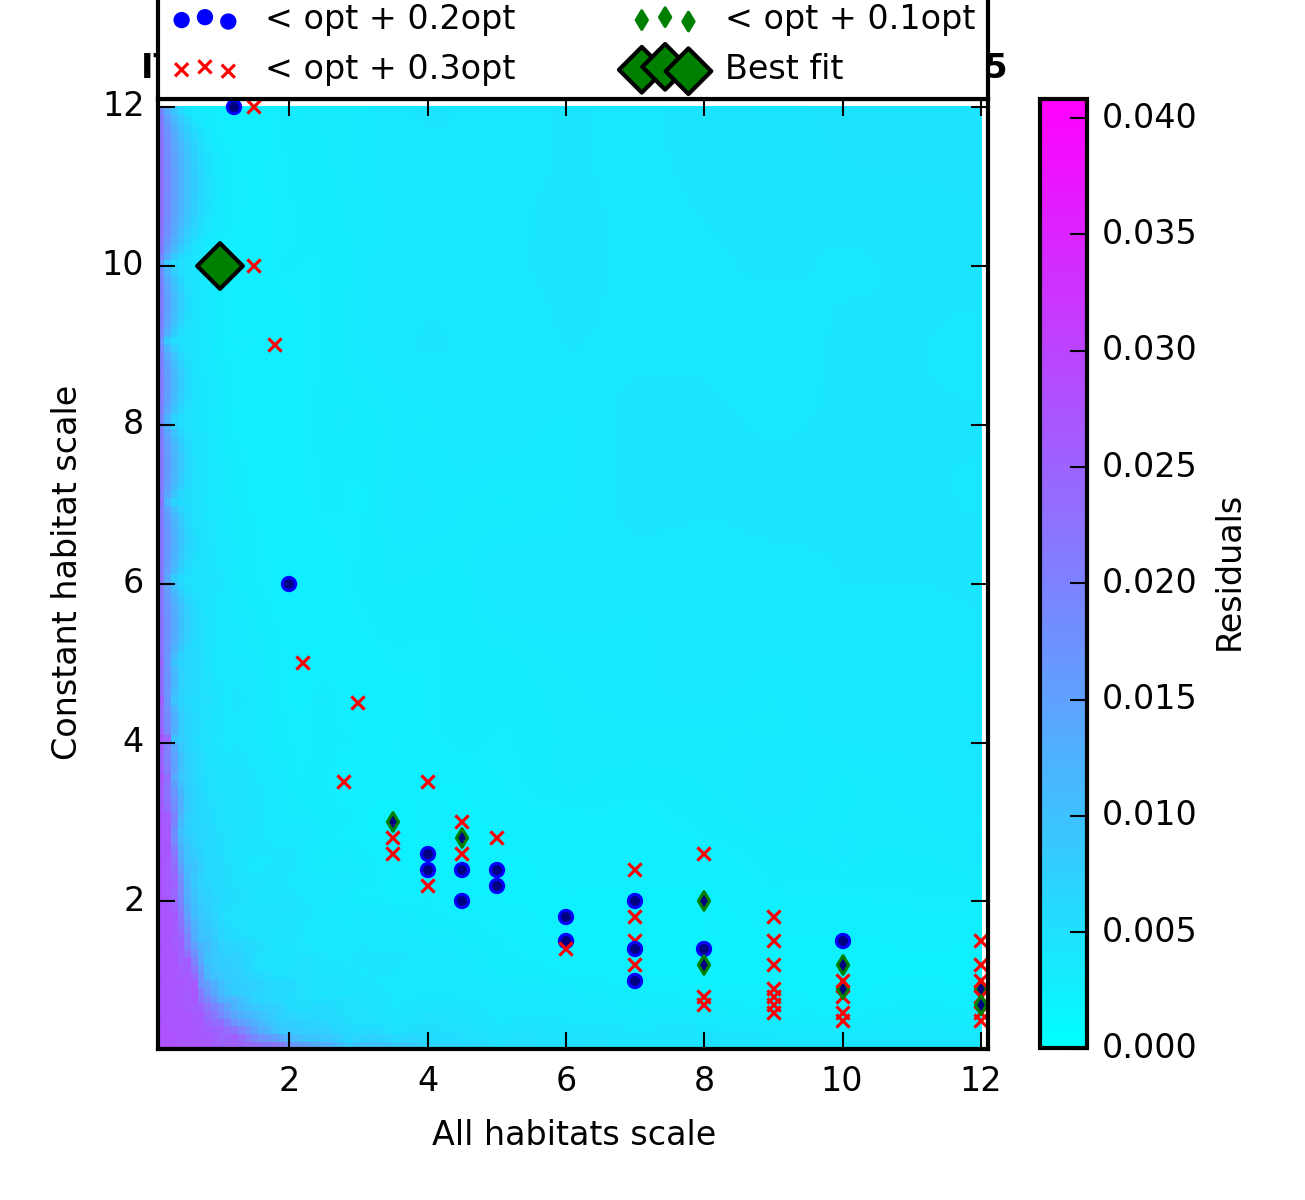 < opt + 0.2opt < opt + 0.1opt
< opt + 0.3opt Best fit
5
12
10
8
6
4
2
Constant habitat scale
2 4 6 8 10 12
All habitats scale
0.040
0.035
0.030
0.025
0.020
0.015
0.010
0.005
0.000
Residuals